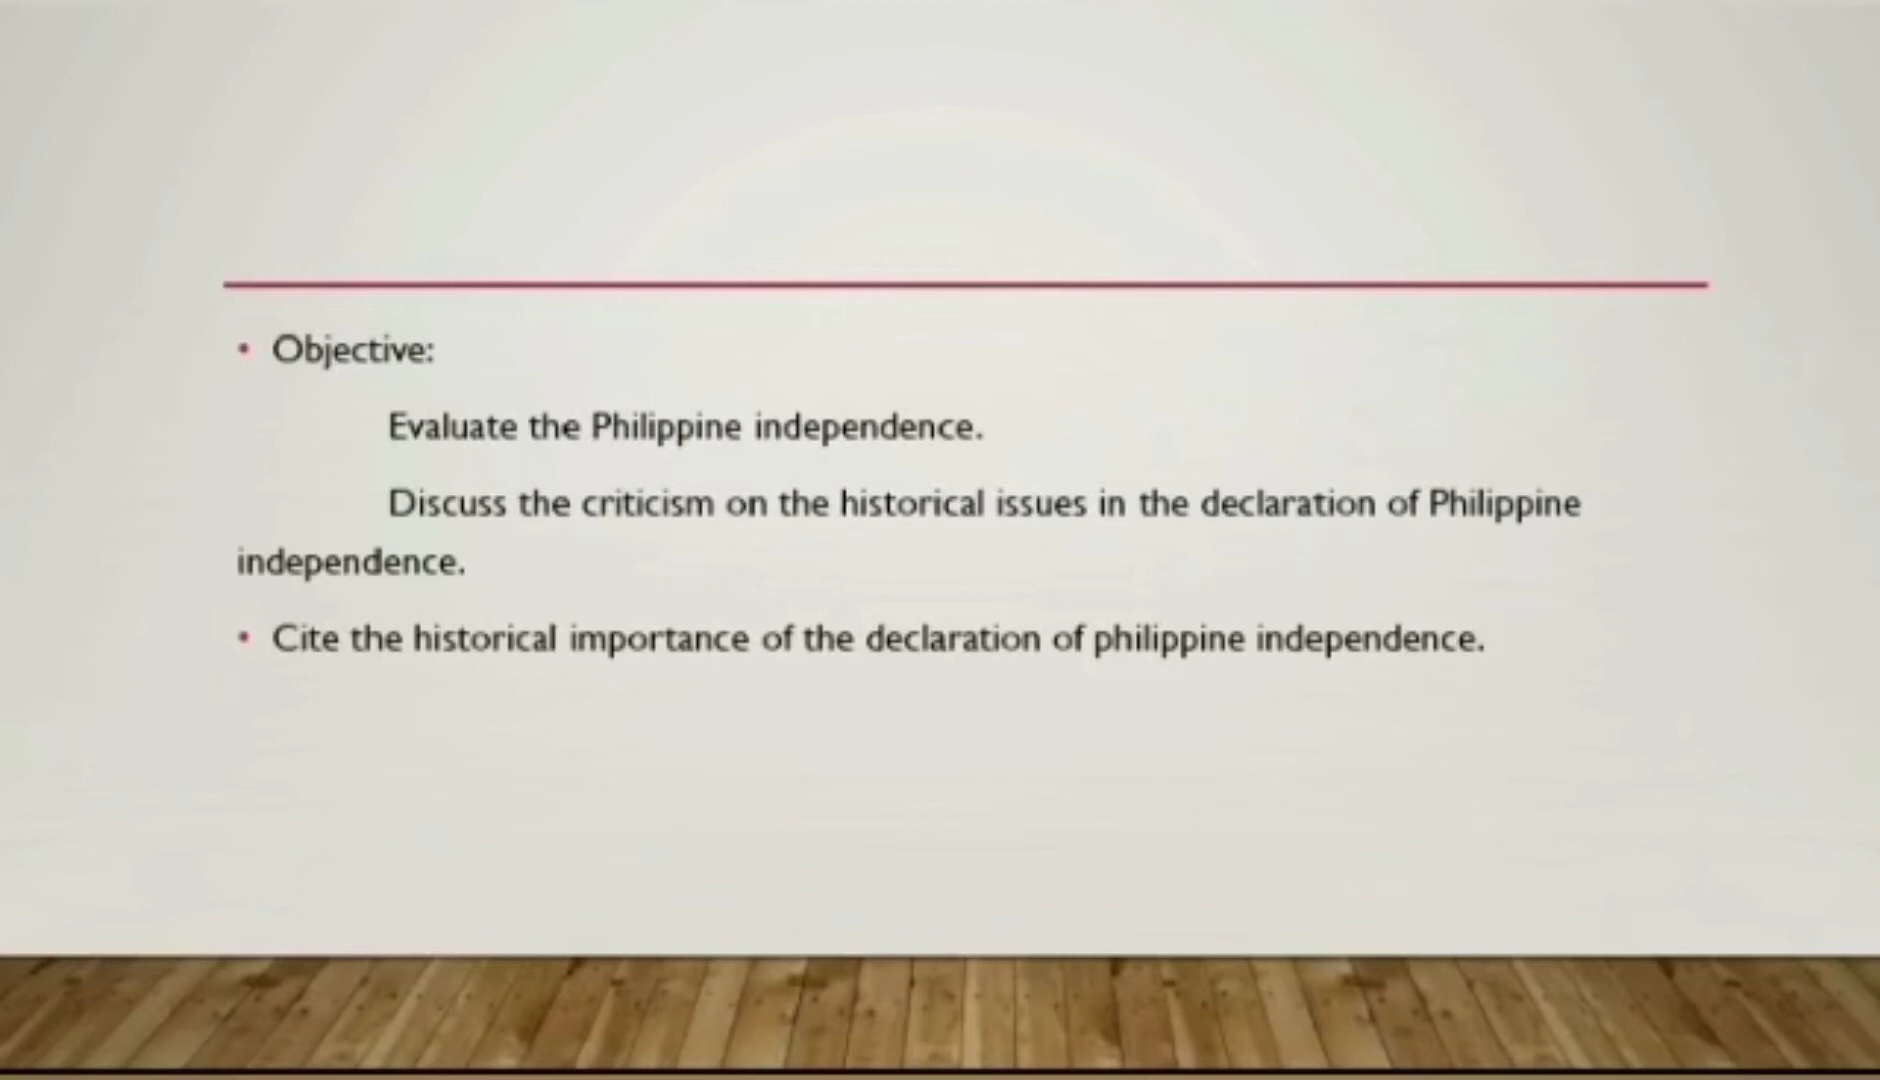 • Objective:
Evaluate the Philippine independence.
Discuss the criticism on the historical issues in the declaration of Philippine
independence.
• Cite the historical importance of the declaration of philippine independence.